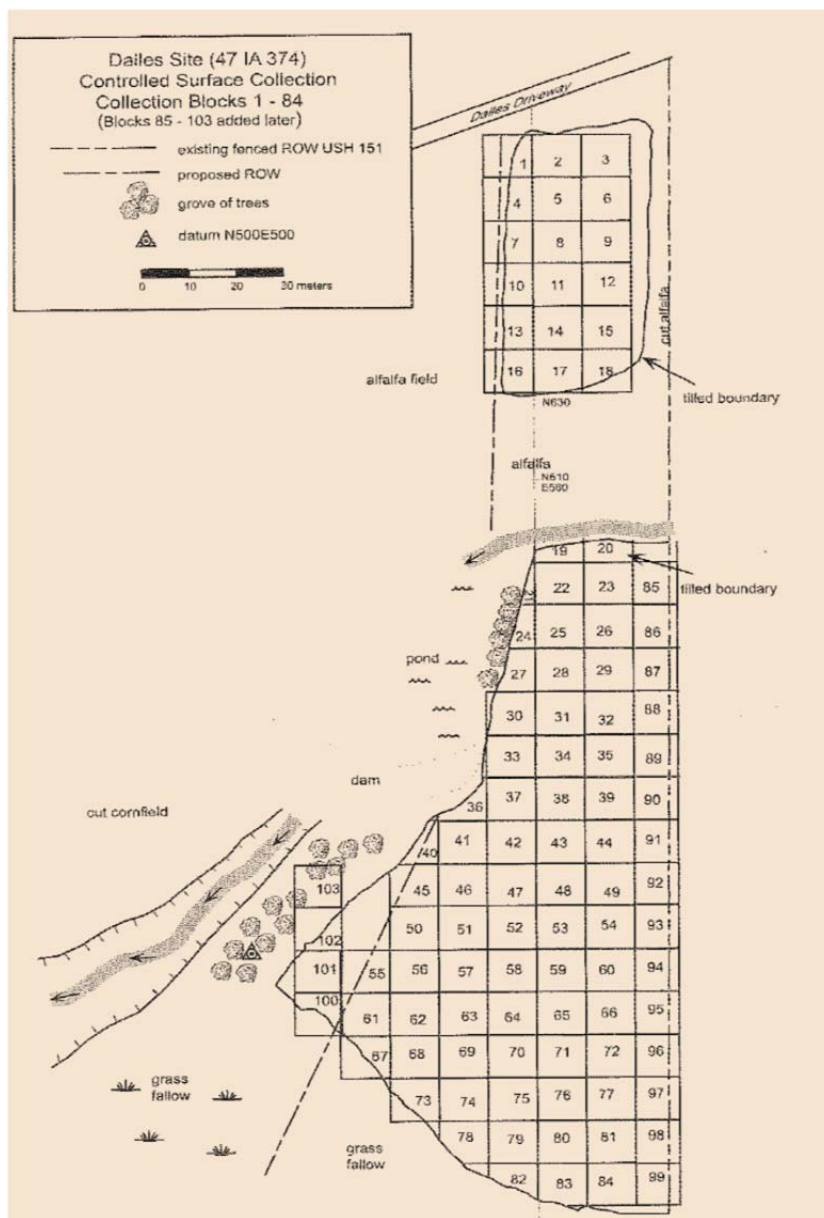 Dailes Site (47 IA 374)
Controlled Surface Collection
Collection Blocks 1 - 84
(Blocks 85 - 103 added later)
existing fenced ROW USH 151
proposed ROW
grove of trees
datum N500E500
0 10 20 30 meters
Dailes Driveway
1 2 3
4 5 6
7 8 9
10 11 12
13 14 15
16 17 18
cut alfalfa
alfalfa field
tilled boundary
N630
alfalfa
N610
E560
19 20
tilled boundary
22 23 85
24 25 26 86
pond
27 28 29 87
30 31 32 88
33 34 35 89
dam
36 37 38 39 90
cut cornfield
40 41 42 43 44 91
103 45 46 47 48 49 92
102 50 51 52 53 54 93
101 55 56 57 58 59 60 94
100 61 62 63 64 65 66 95
67 68 69 70 71 72 96
grass
fallow
73 74 75 76 77 97
78 79 80 81 98
grass
fallow
82 83 84 99